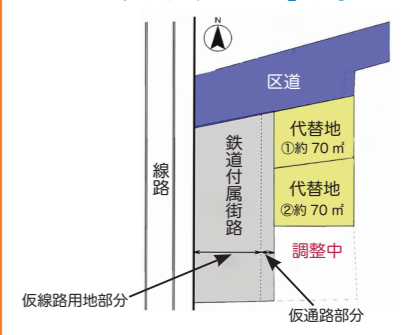 N
区道
代替地
①約 70 ㎡
鉄道付属街路
線路
代替地
②約 70 ㎡
調整中
仮線路用地部分
仮通路部分